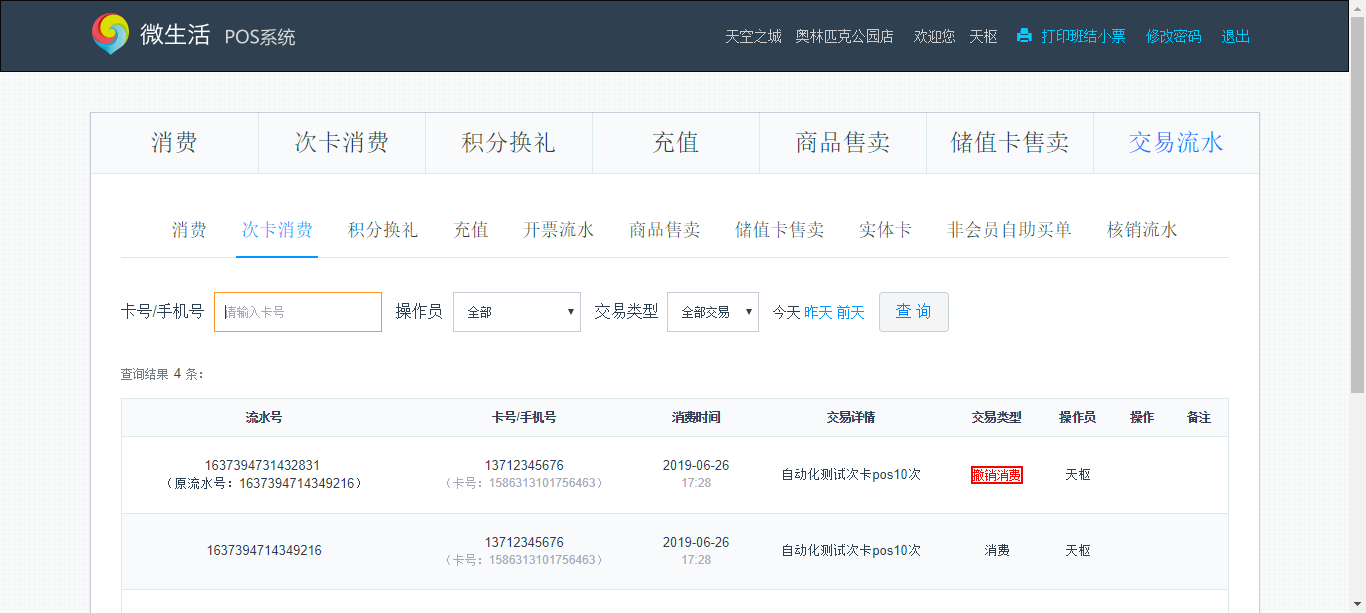 微生活 POS系统 天空之城 奥林匹克公园店 欢迎您 天枢 打印班结小票 修改密码 退出
消费 次卡消费 积分换礼 充值 商品售卖 储值卡售卖 交易流水
消费 次卡消费 积分换礼 充值 开票流水 商品售卖 储值卡售卖 实体卡 非会员自助买单 核销流水
卡号/手机号 请输入卡号 操作员 全部 交易类型 全部交易 今天 昨天 前天 查 询
查询结果 4 条：
流水号 卡号/手机号 消费时间 交易详情 交易类型 操作员 操作 备注
1637394731432831 13712345676 2019-06-26
（原流水号：1637394714349216） （卡号：1586313101756463） 17:28 自动化测试次卡pos10次 撤销消费 天枢
13712345676 2019-06-26
1637394714349216 （卡号：1586313101756463） 17:28 自动化测试次卡pos10次 消费 天枢